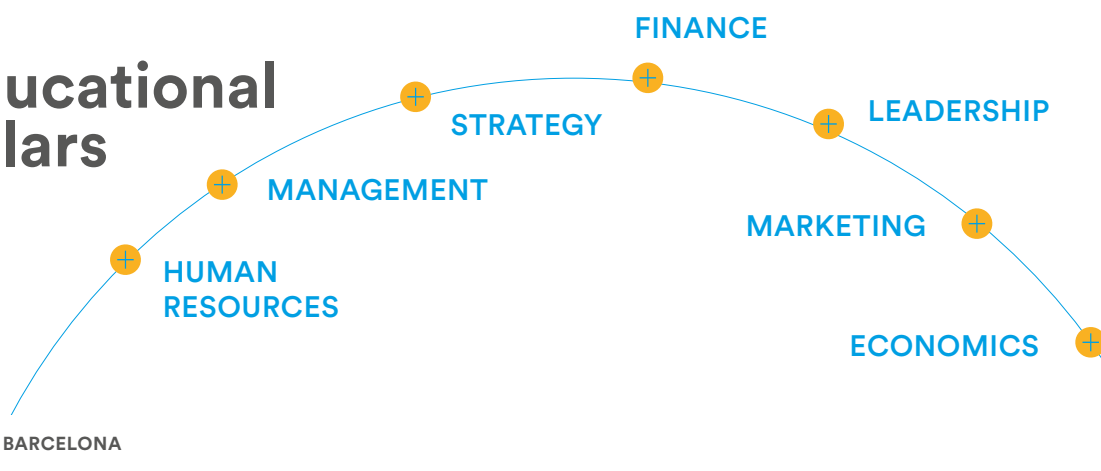 FINANCE
ucational
lars
LEADERSHIP
STRATEGY
MANAGEMENT
MARKETING
HUMAN
RESOURCES
ECONOMICS
BARCELONA